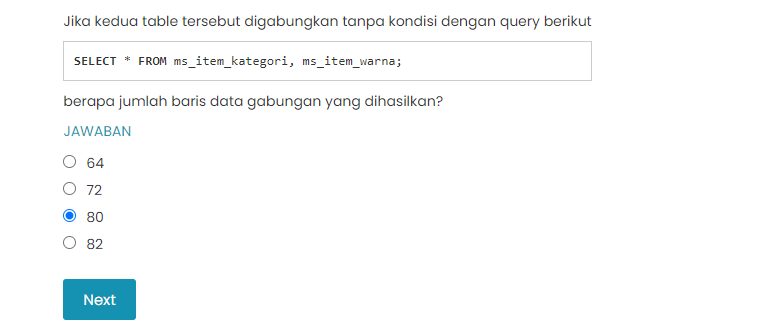 Jika kedua table tersebut digabungkan tanpa kondisi dengan query berikut
SELECT * FROM ms_item_kategori, ms_item_warna;
berapa jumlah baris data gabungan yang dihasilkan?
JAWABAN
64
72
80
82
Next